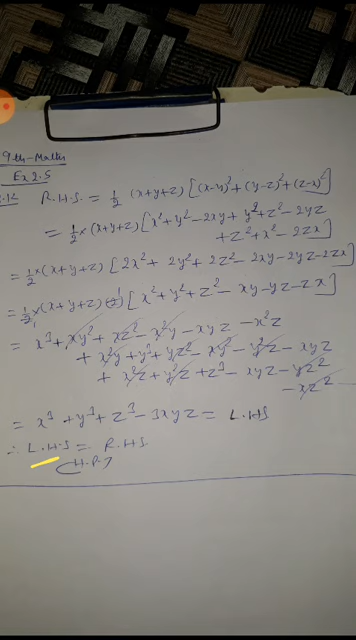 9th-Maths
Ex 2.5
R.H.S. = 1/2 (x+y+z) [(x-y)²+(y-z)²+(z-x)²]
= 1/2 × (x+y+z) [x²+y²-2xy+y²+z²-2yz
+z²+x²-2zx]
= 1/2 × (x+y+z) [2x²+2y²+2z²-2xy-2yz-2zx]
= 1/2 × (x+y+z) (2) [x²+y²+z²-xy-yz-zx]
= x³+xy²+xz²-x²y-xyz-x²z
+x²y+y³+yz²-xy²-y²z-xyz
+x²z+y²z+z³-xyz-yz²
-xz²
= x³+y³+z³-3xyz = L.H.S
∴ L.H.S = R.H.S.
(H.P.)